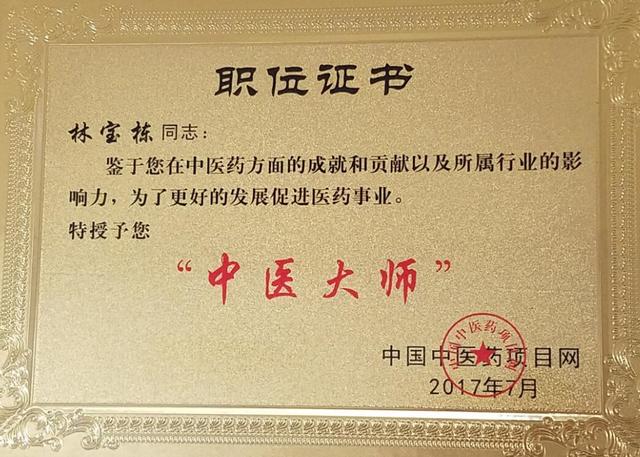 职位证书
林宝栋同志：
鉴于您在中医药方面的成就和贡献以及所属行业的影
响力，为了更好的发展促进医药事业。
特授予您
“中医大师”
中国中医药项目网
2017年7月